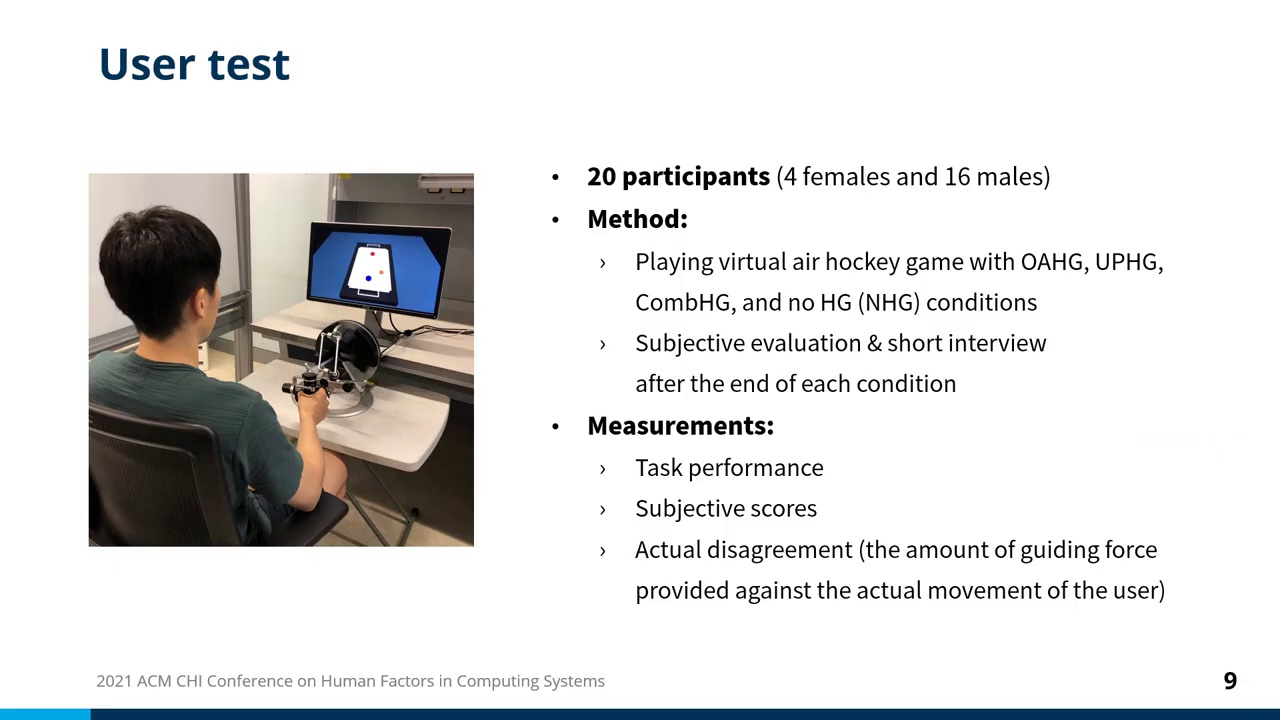 User test
• 20 participants (4 females and 16 males)
• Method:
› Playing virtual air hockey game with OAHG, UPHG,
CombHG, and no HG (NHG) conditions
› Subjective evaluation & short interview
after the end of each condition
• Measurements:
› Task performance
› Subjective scores
› Actual disagreement (the amount of guiding force
provided against the actual movement of the user)
2021 ACM CHI Conference on Human Factors in Computing Systems
9